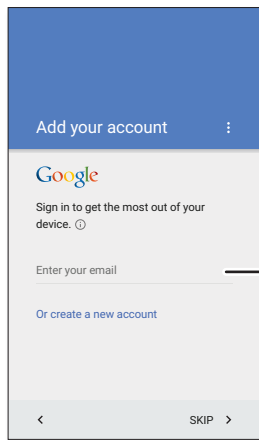 Add your account
Google
Sign in to get the most out of your
device.
Enter your email
Or create a new account
SKIP